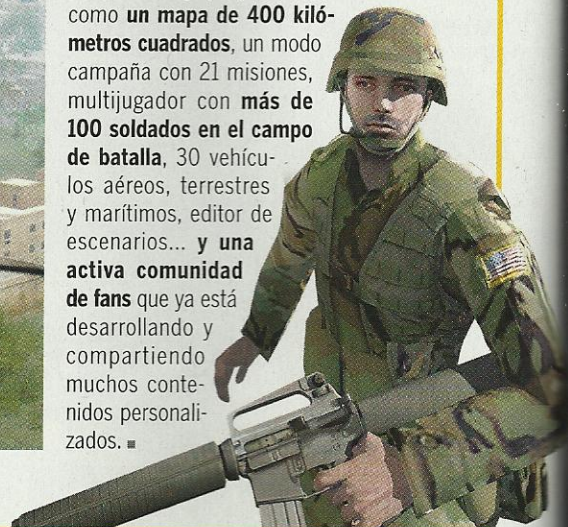 como un mapa de 400 kiló-
metros cuadrados, un modo
campaña con 21 misiones,
multijugador con más de
100 soldados en el campo
de batalla, 30 vehícu-
los aéreos, terrestres
y marítimos, editor de
escenarios... y una
activa comunidad
de fans que ya está
desarrollando y
compartiendo
muchos conte-
nidos personali-
zados. ■